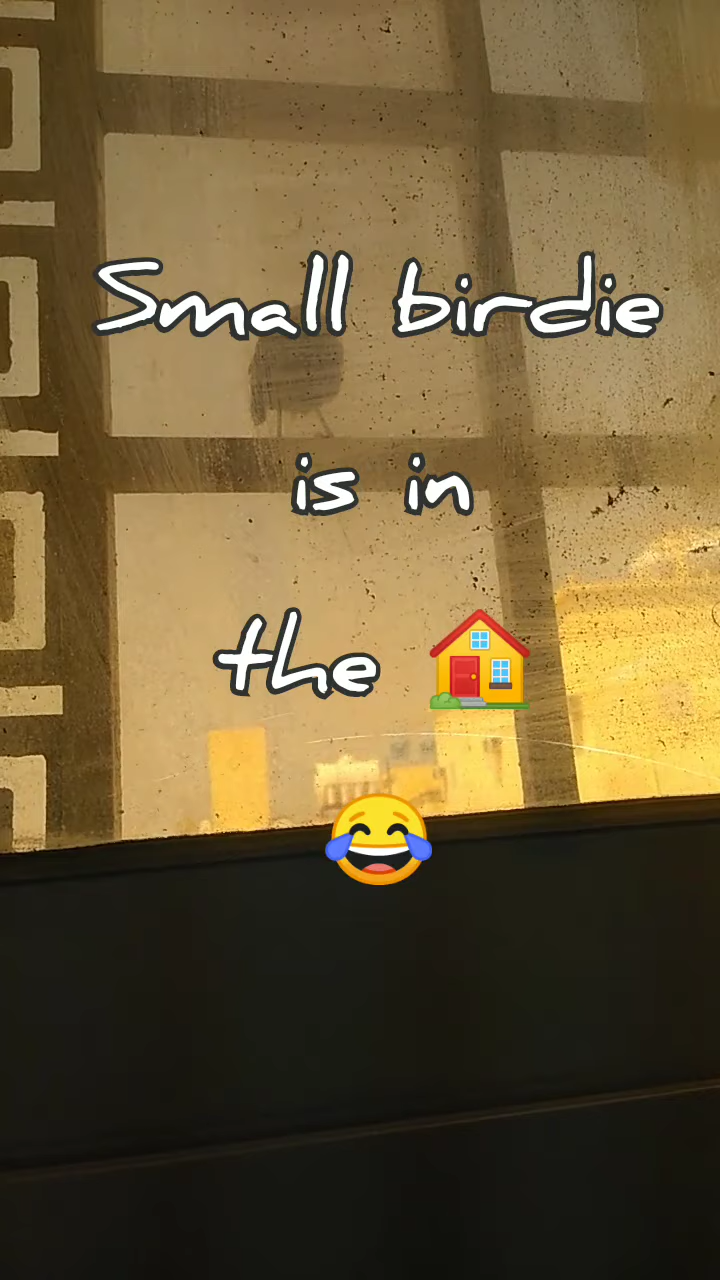 Small birdie
is in
the 🏠
😂